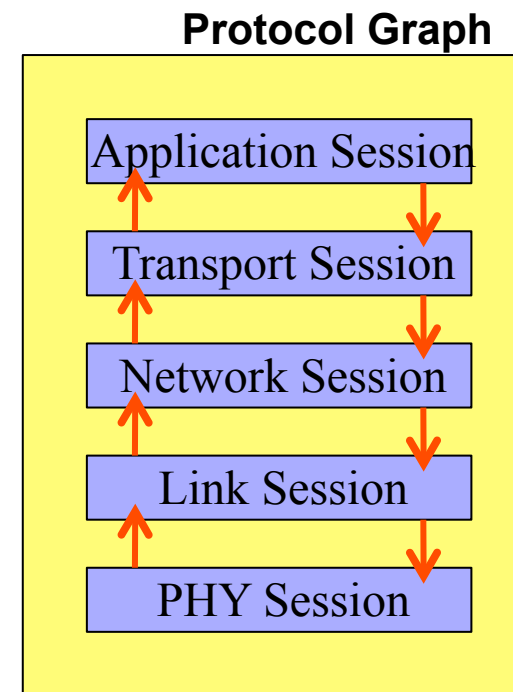 Protocol Graph
Application Session
Transport Session
Network Session
Link Session
PHY Session